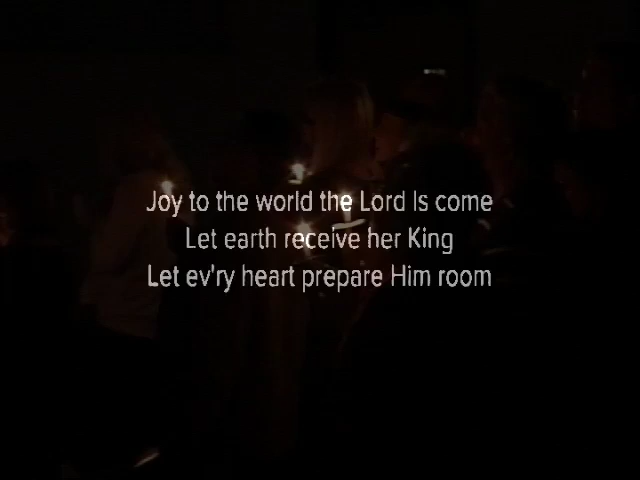 Joy to the world the Lord Is come
Let earth receive her King
Let ev'ry heart prepare Him room